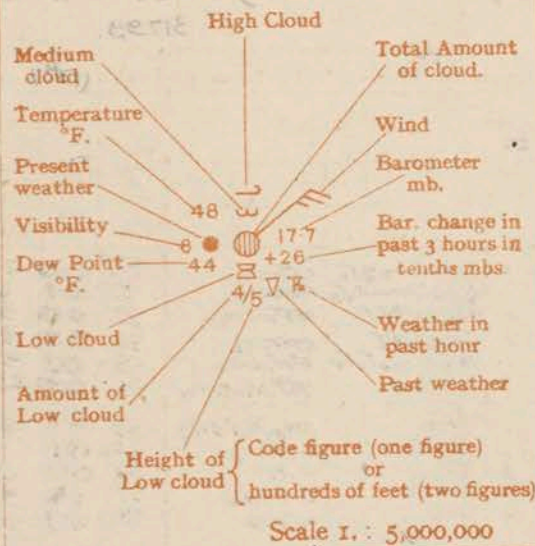 High Cloud
Medium
cloud
Total Amount
of cloud.
Temperature
°F.
Wind
Present
weather
Barometer
mb.
48
Visibility
6
17.7
Bar. change in
past 3 hours in
tenths mbs.
Dew Point
°F.
44
+26
4/5
Low cloud
Weather in
past hour
Amount of
Low cloud
Past weather
Height of
Low cloud
Code figure (one figure)
or
hundreds of feet (two figures)
Scale 1. : 5,000,000